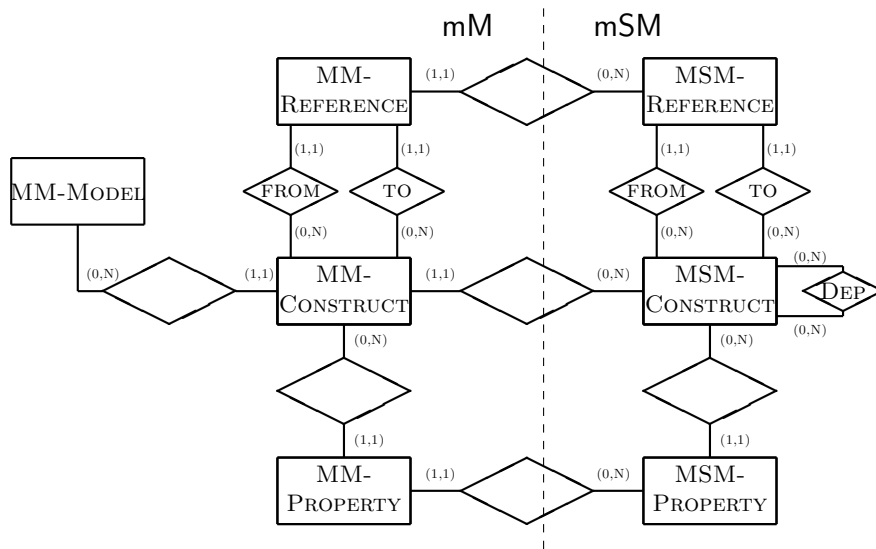 mM
mSM
MM-
REFERENCE
(1,1)
(0,N)
MSM-
REFERENCE
(1,1)
(1,1)
(1,1)
(1,1)
MM-MODEL
FROM
TO
FROM
TO
(0,N)
(0,N)
(0,N)
(0,N)
(0,N)
(0,N)
(1,1)
MM-
CONSTRUCT
(1,1)
(0,N)
MSM-
CONSTRUCT
DEP
(0,N)
(0,N)
(0,N)
(1,1)
(1,1)
MM-
PROPERTY
(1,1)
(0,N)
MSM-
PROPERTY